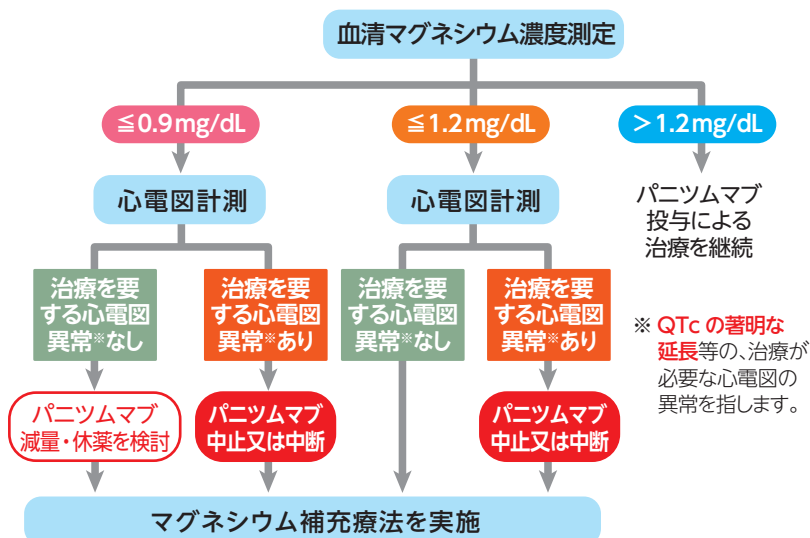 血清マグネシウム濃度測定
≦0.9mg/dL
≦1.2mg/dL
＞1.2mg/dL
心電図計測
心電図計測
パニツムマブ
投与による
治療を継続
治療を要
する心電図
異常※なし
治療を要
する心電図
異常※あり
治療を要
する心電図
異常※なし
治療を要
する心電図
異常※あり
※ QTc の著明な
延長等の、治療が
必要な心電図の
異常を指します。
パニツムマブ
減量・休薬を検討
パニツムマブ
中止又は中断
パニツムマブ
中止又は中断
マグネシウム補充療法を実施